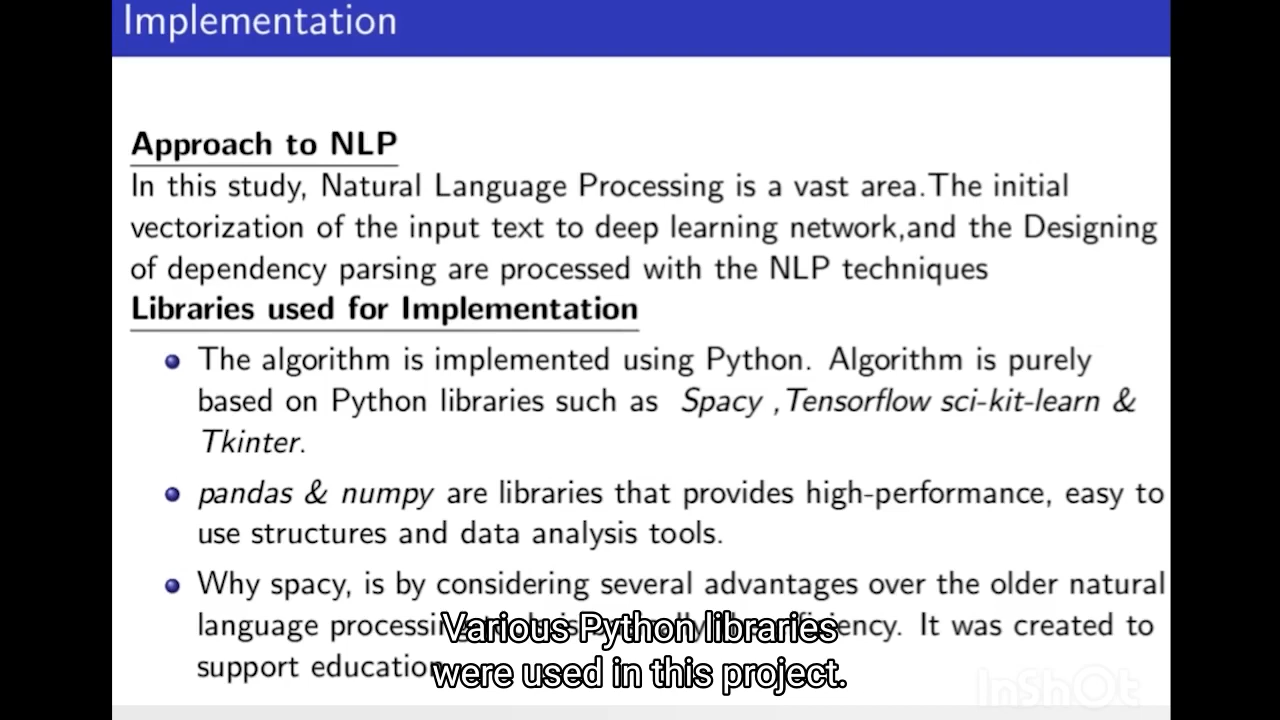 Implementation
Approach to NLP
In this study, Natural Language Processing is a vast area.The initial
vectorization of the input text to deep learning network,and the Designing
of dependency parsing are processed with the NLP techniques
Libraries used for Implementation
The algorithm is implemented using Python. Algorithm is purely
based on Python libraries such as Spacy ,Tensorflow sci-kit-learn &
Tkinter.
pandas & numpy are libraries that provides high-performance, easy to
use structures and data analysis tools.
Why spacy, is by considering several advantages over the older natural
language It was created to
support education
Various Python libraries
were used in this project.
InShOt